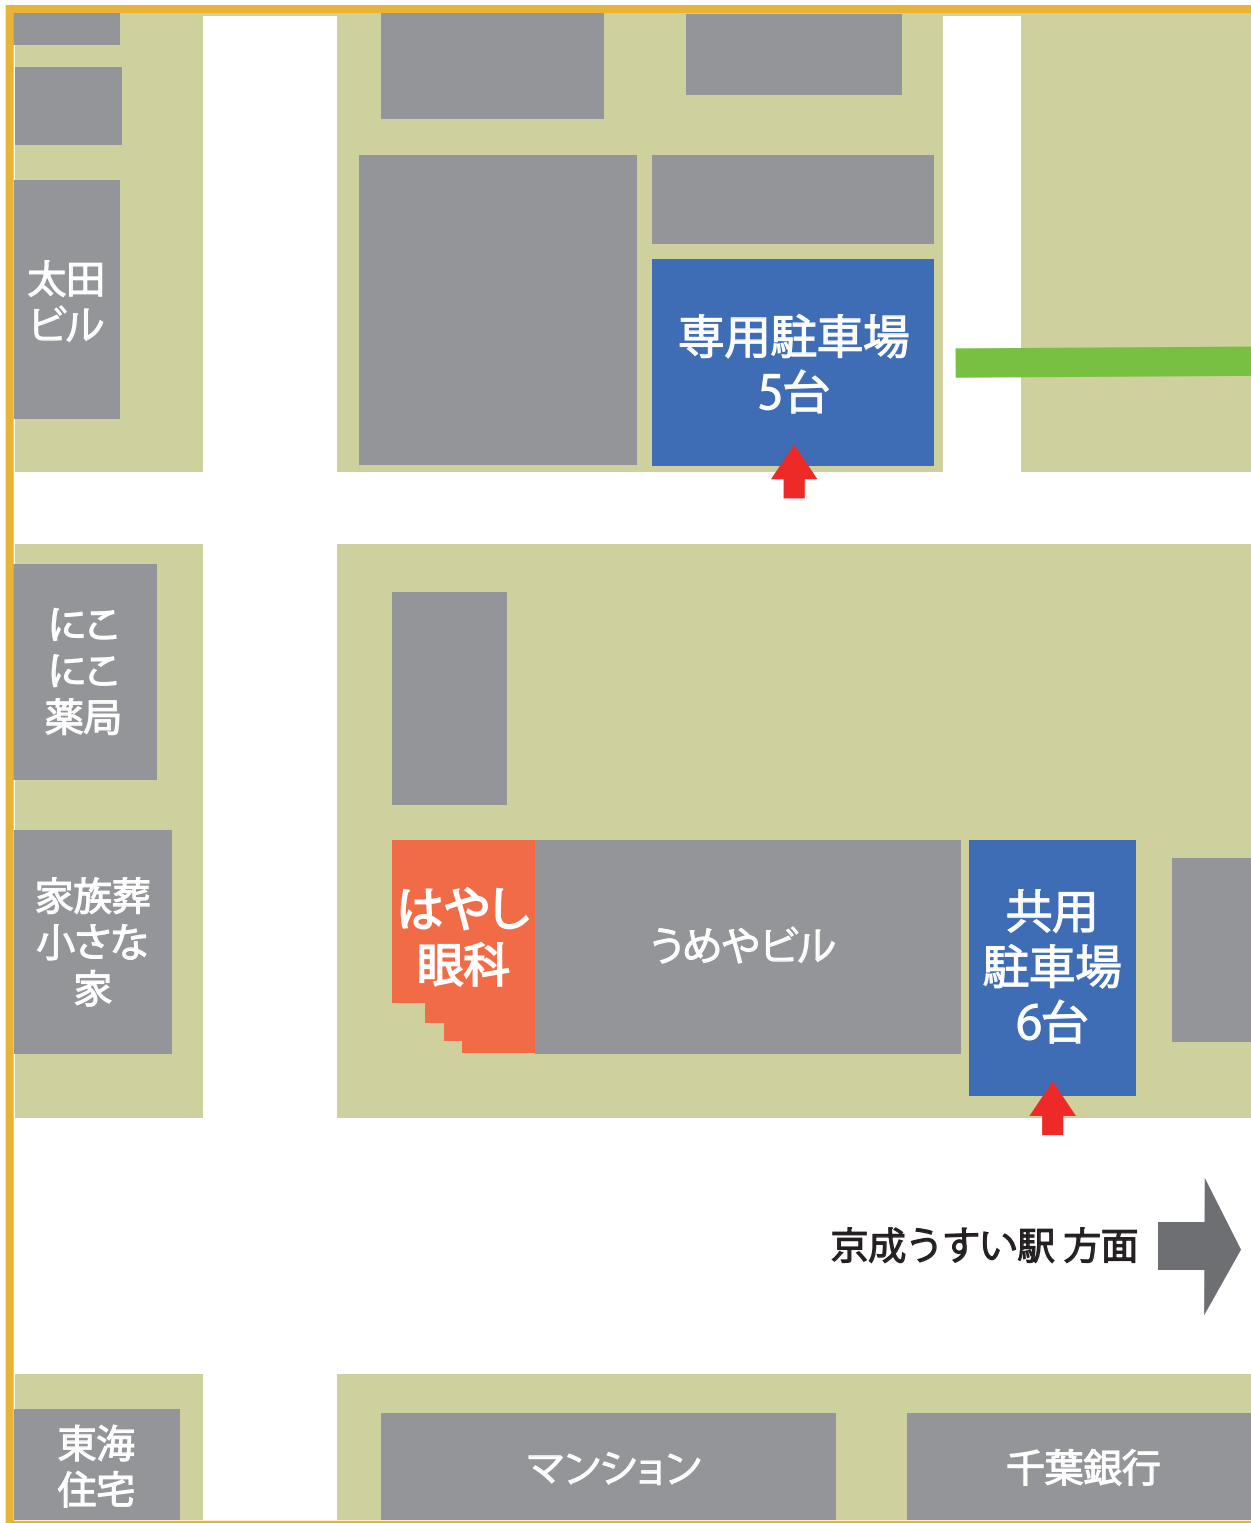 太田
ビル
専用駐車場
5台
にこ
にこ
薬局
家族葬
小さな
家
はやし
眼科
うめやビル
共用
駐車場
6台
京成うすい駅 方面
東海
住宅
マンション
千葉銀行